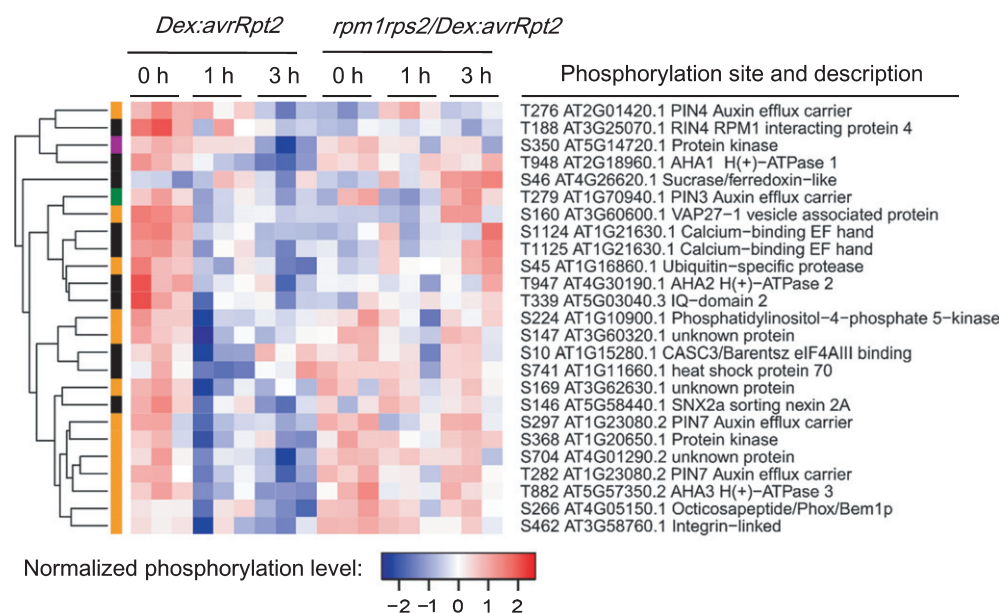 Dex:avrRpt2 rpm1rps2/Dex:avrRpt2
0 h 1 h 3 h 0 h 1 h 3 h Phosphorylation site and description
T276 AT2G01420.1 PIN4 Auxin efflux carrier
T188 AT3G25070.1 RIN4 RPM1 interacting protein 4
S350 AT5G14720.1 Protein kinase
T948 AT2G18960.1 AHA1 H(+)−ATPase 1
S46 AT4G26620.1 Sucrase/ferredoxin−like
T279 AT1G70940.1 PIN3 Auxin efflux carrier
S160 AT3G60600.1 VAP27−1 vesicle associated protein
S1124 AT1G21630.1 Calcium−binding EF hand
T1125 AT1G21630.1 Calcium−binding EF hand
S45 AT1G16860.1 Ubiquitin−specific protease
T947 AT4G30190.1 AHA2 H(+)−ATPase 2
T339 AT5G03040.3 IQ−domain 2
S224 AT1G10900.1 Phosphatidylinositol−4−phosphate 5−kinase
S147 AT3G60320.1 unknown protein
S10 AT1G15280.1 CASC3/Barentsz eIF4AIII binding
S741 AT1G11660.1 heat shock protein 70
S169 AT3G62630.1 unknown protein
S146 AT5G58440.1 SNX2a sorting nexin 2A
S297 AT1G23080.2 PIN7 Auxin efflux carrier
S368 AT1G20650.1 Protein kinase
S704 AT4G01290.2 unknown protein
T282 AT1G23080.2 PIN7 Auxin efflux carrier
T882 AT5G57350.2 AHA3 H(+)−ATPase 3
S266 AT4G05150.1 Octicosapeptide/Phox/Bem1p
S462 AT3G58760.1 Integrin−linked
Normalized phosphorylation level:
−2 −1 0 1 2